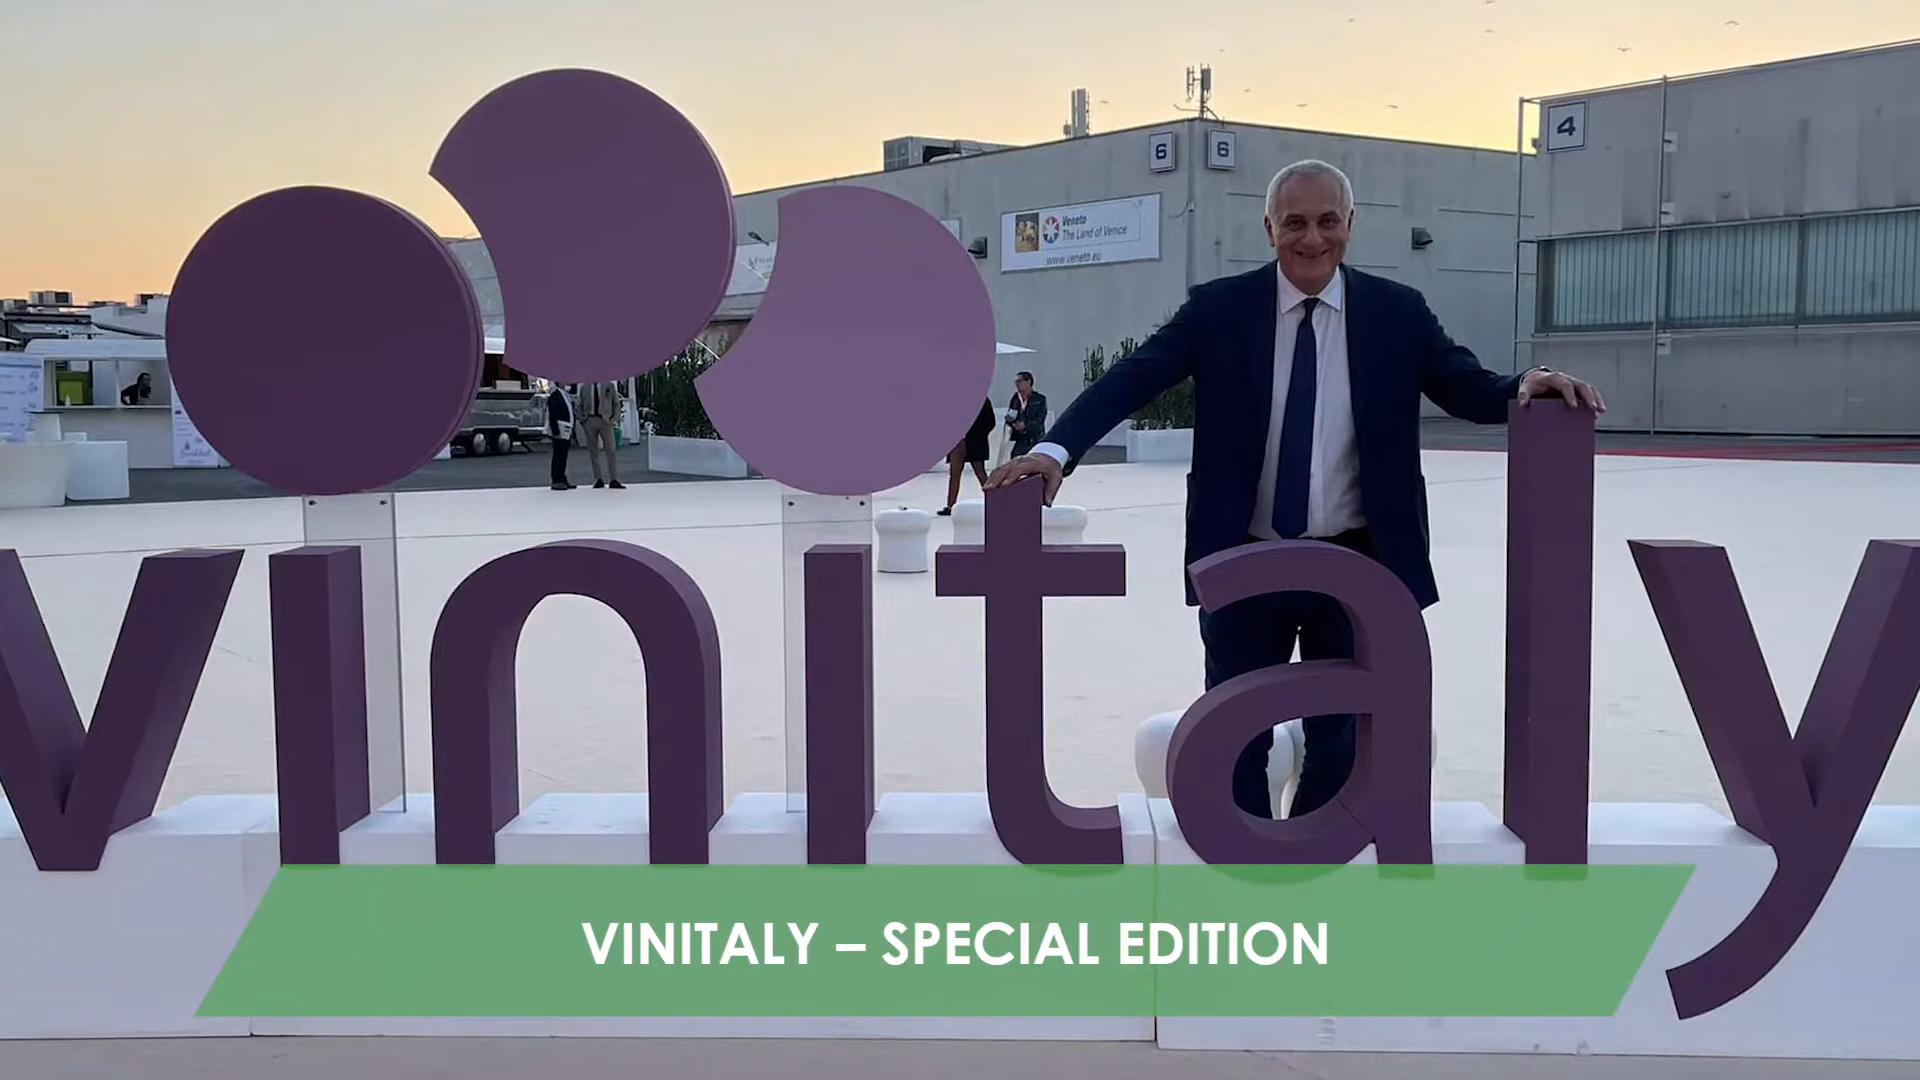 4
6 6
Veneto
The Land of Venice
www.veneto.eu
vinitaly
VINITALY – SPECIAL EDITION